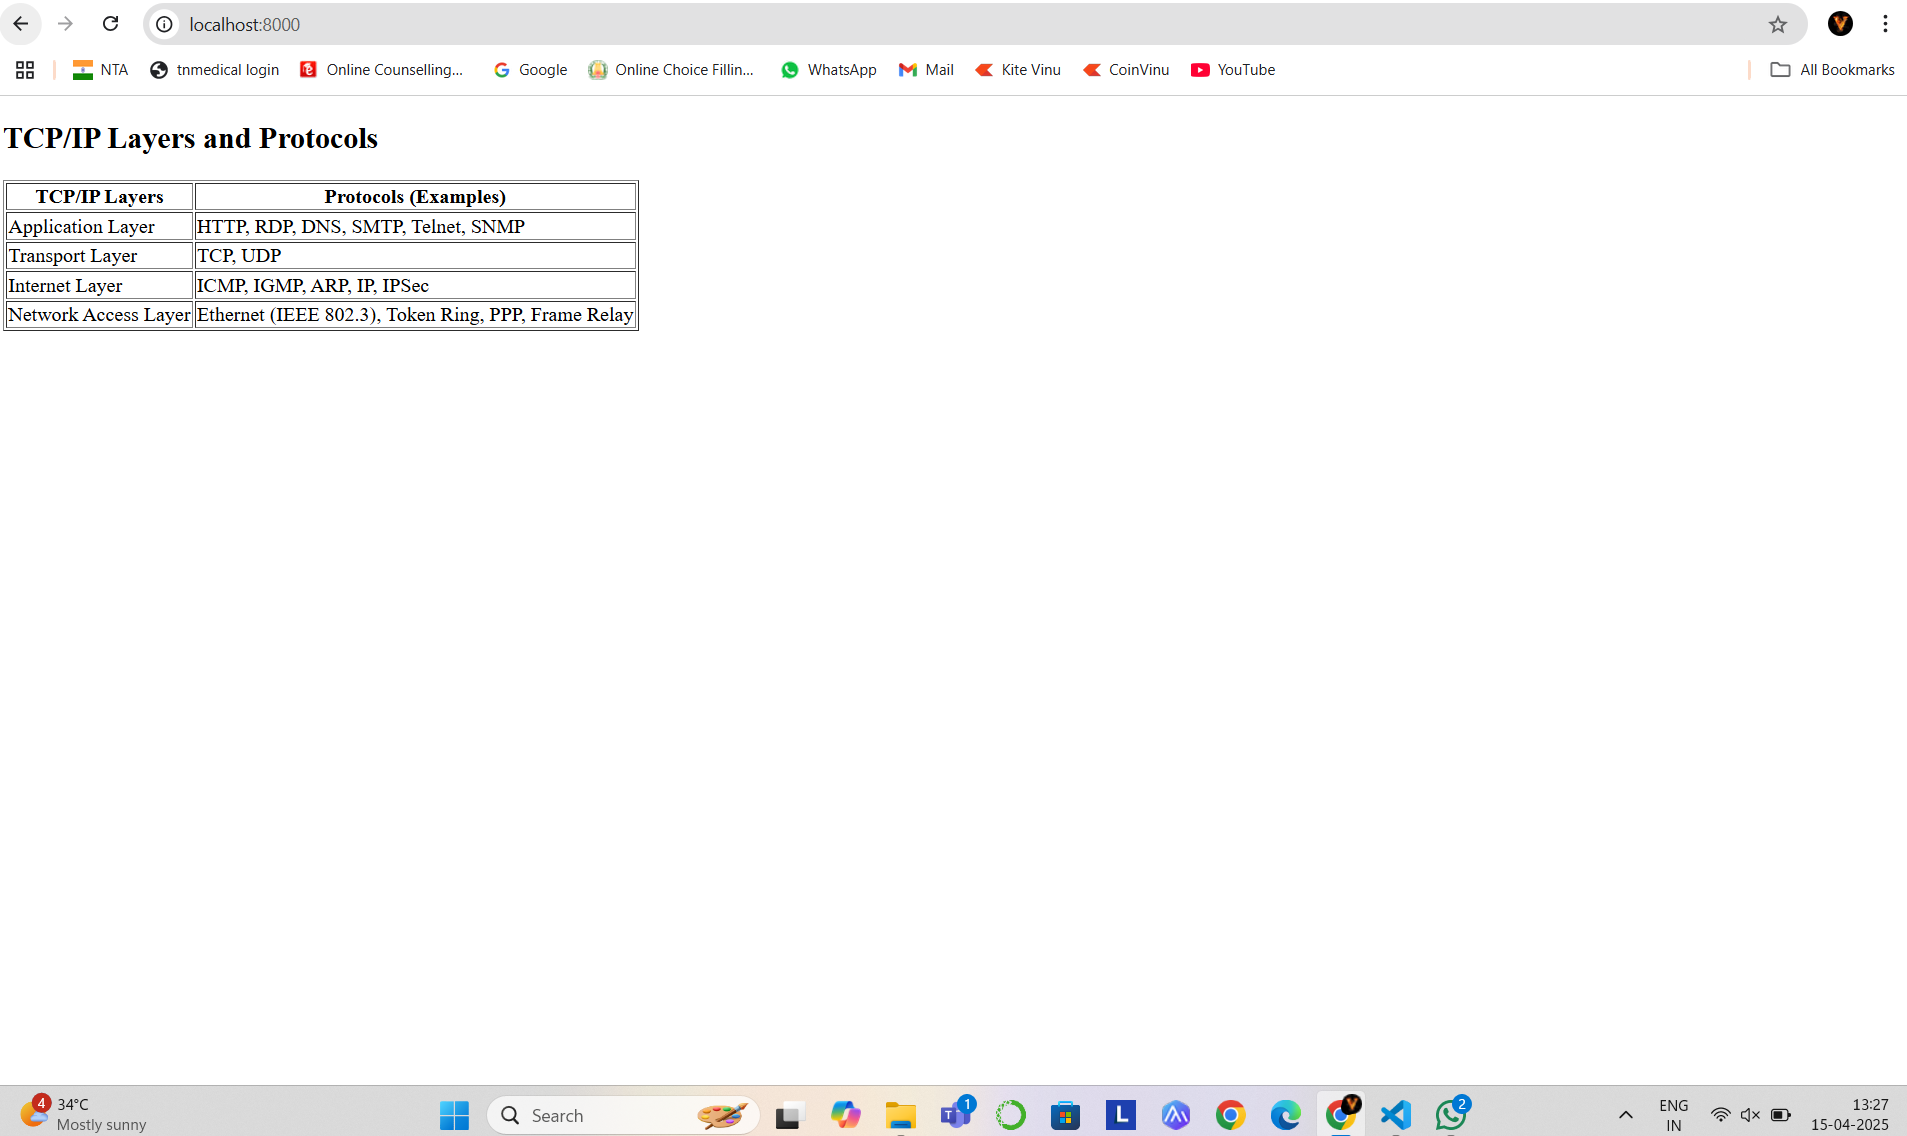 localhost:8000
NTA tnmedical login Online Counselling... Google Online Choice Fillin... WhatsApp Mail Kite Vinu CoinVinu YouTube All Bookmarks
TCP/IP Layers and Protocols
TCP/IP Layers Protocols (Examples)
Application Layer HTTP, RDP, DNS, SMTP, Telnet, SNMP
Transport Layer TCP, UDP
Internet Layer ICMP, IGMP, ARP, IP, IPSec
Network Access Layer Ethernet (IEEE 802.3), Token Ring, PPP, Frame Relay
4 34°C
Mostly sunny
Search
1
L
2
ENG
IN
13:27
15-04-2025